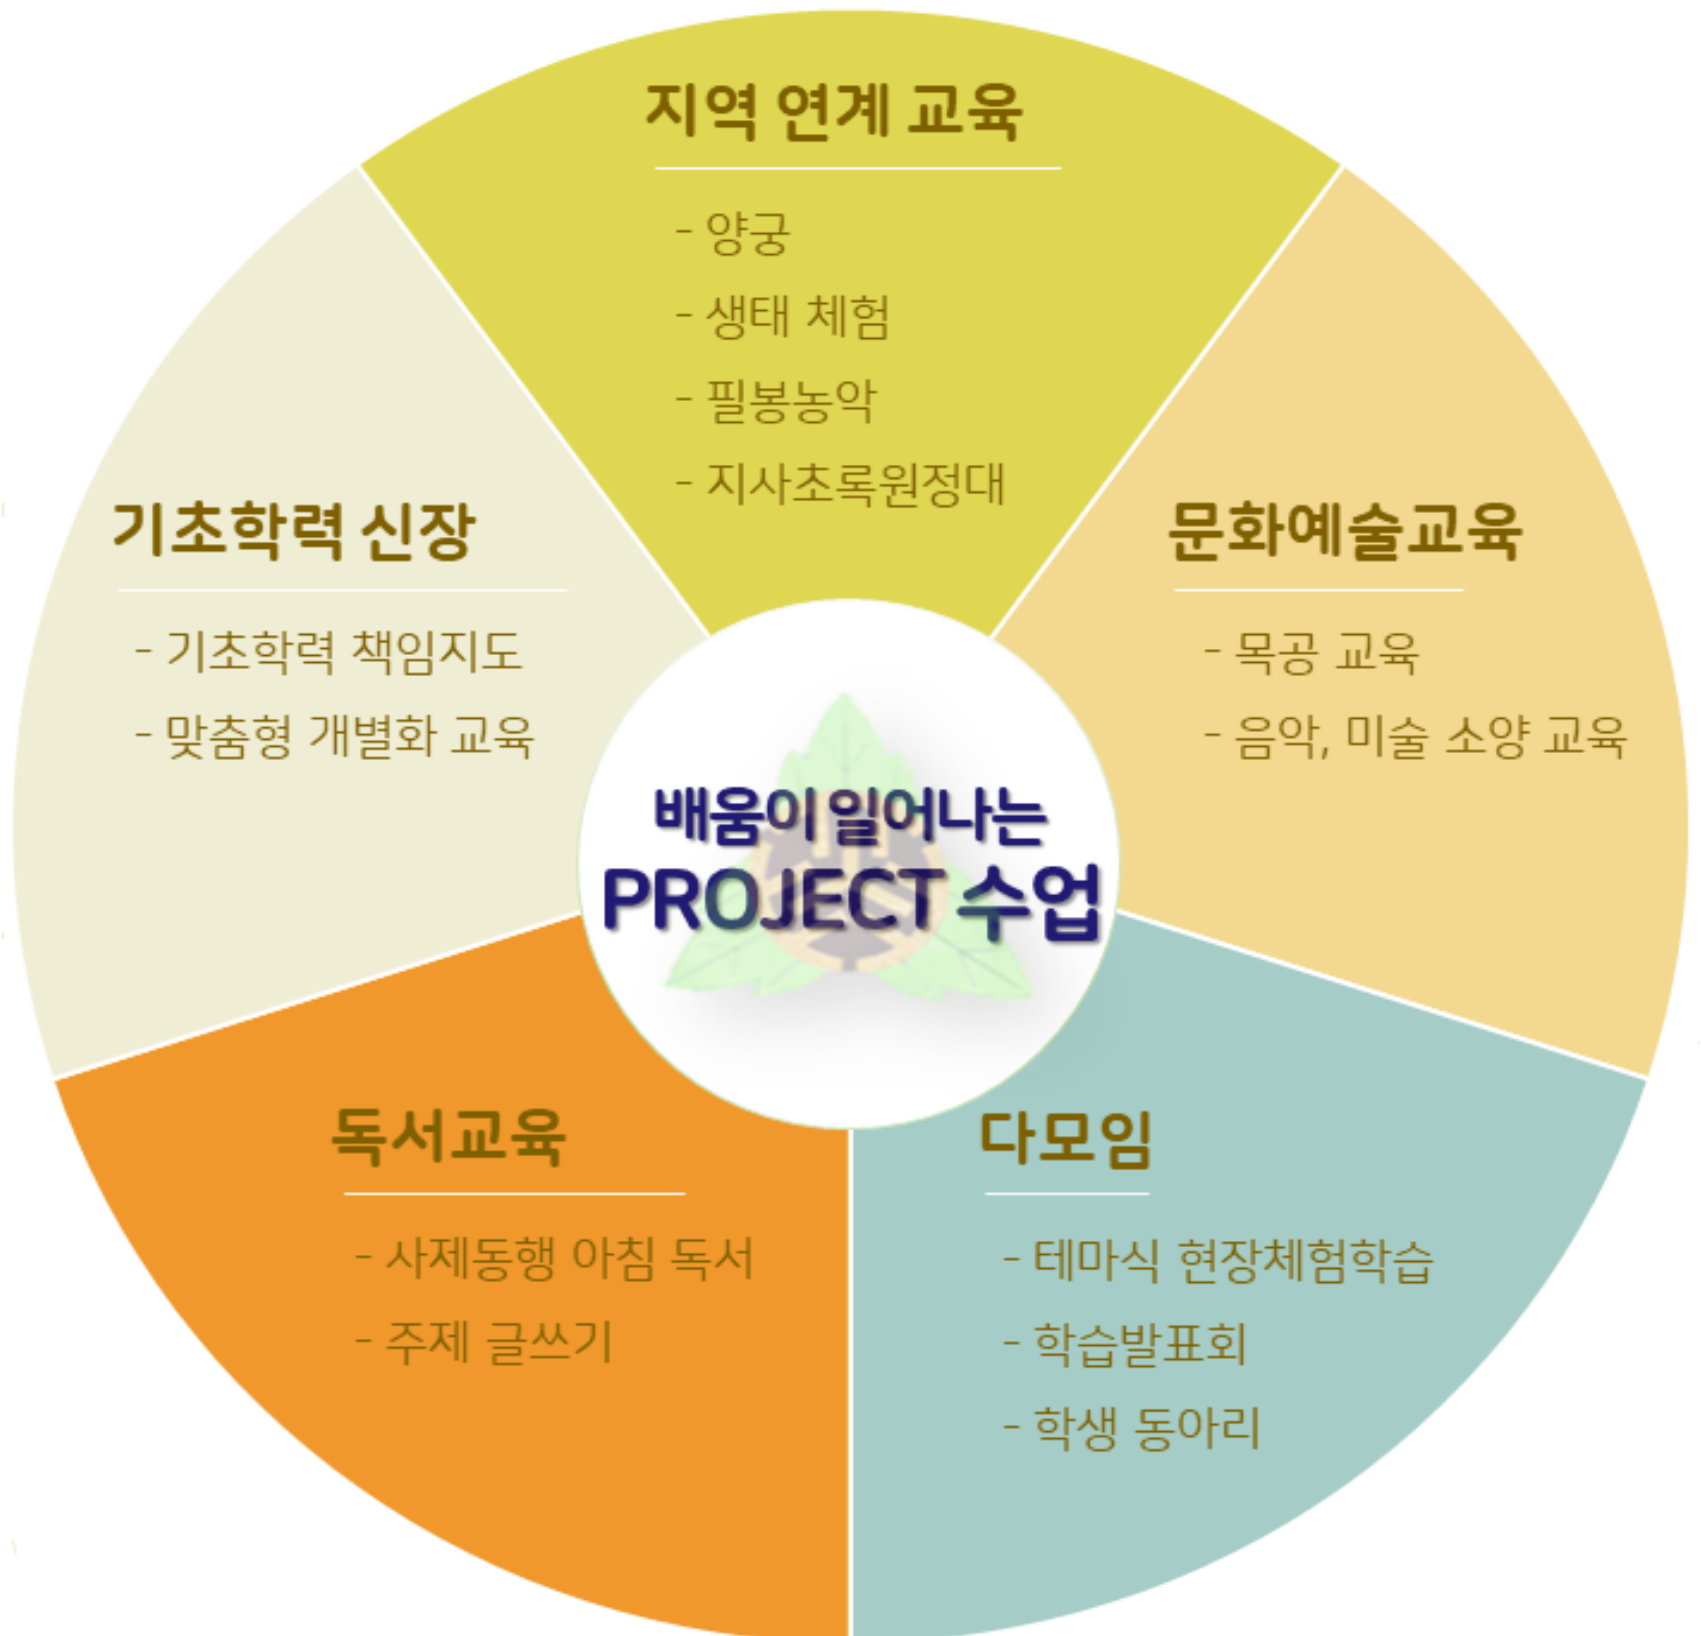 지역 연계 교육
- 양궁
- 생태 체험
- 필봉농악
- 지사초록원정대
기초학력 신장
- 기초학력 책임지도
- 맞춤형 개별화 교육
문화예술교육
- 목공 교육
- 음악, 미술 소양 교육
배움이 일어나는
PROJECT 수업
독서교육
- 사제동행 아침 독서
- 주제 글쓰기
다모임
- 테마식 현장체험학습
- 학습발표회
- 학생 동아리